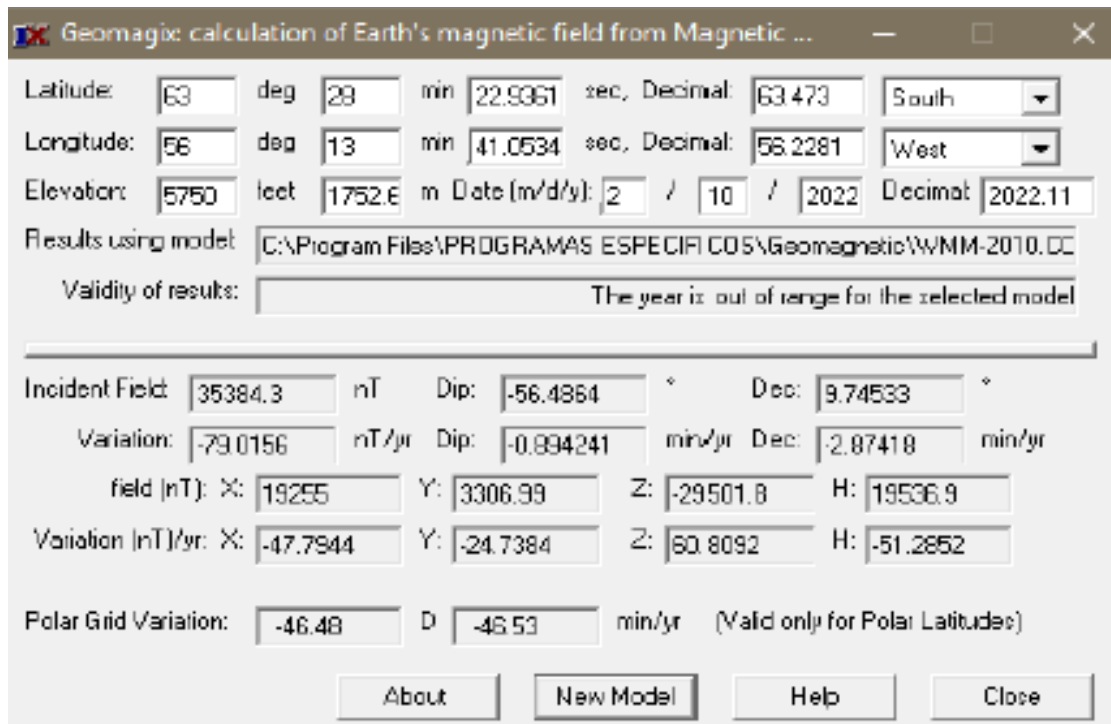 Geomagix: calculation of Earth's magnetic field from Magnetic ...
Latitude: 63 deg 28 min 22.9361 sec, Decimal: 63.473 South
Longitude: 56 deg 13 min 41.0534 sec, Decimal: 56.2281 West
Elevation: 5750 feet 1752.6 m Date (m/d/y): 2 / 10 / 2022 Decimal: 2022.11
Results using model: C:\Program Files\PROGRAMAS ESPECIFICOS\Geomagnetic\WMM-2010.CO
Validity of results: The year is out of range for the selected model
Incident Field: 35384.3 nT Dip: -56.4864 ° Dec: 9.74533 °
Variation: -79.0156 nT/yr Dip: -0.894241 min/yr Dec: -2.87418 min/yr
field (nT): X: 19255 Y: 3306.99 Z: -29501.8 H: 19536.9
Variation (nT)/yr: X: -47.7944 Y: -24.7384 Z: 60.8092 H: -51.2852
Polar Grid Variation: -46.48 D -46.53 min/yr (Valid only for Polar Latitudes)
About New Model Help Close